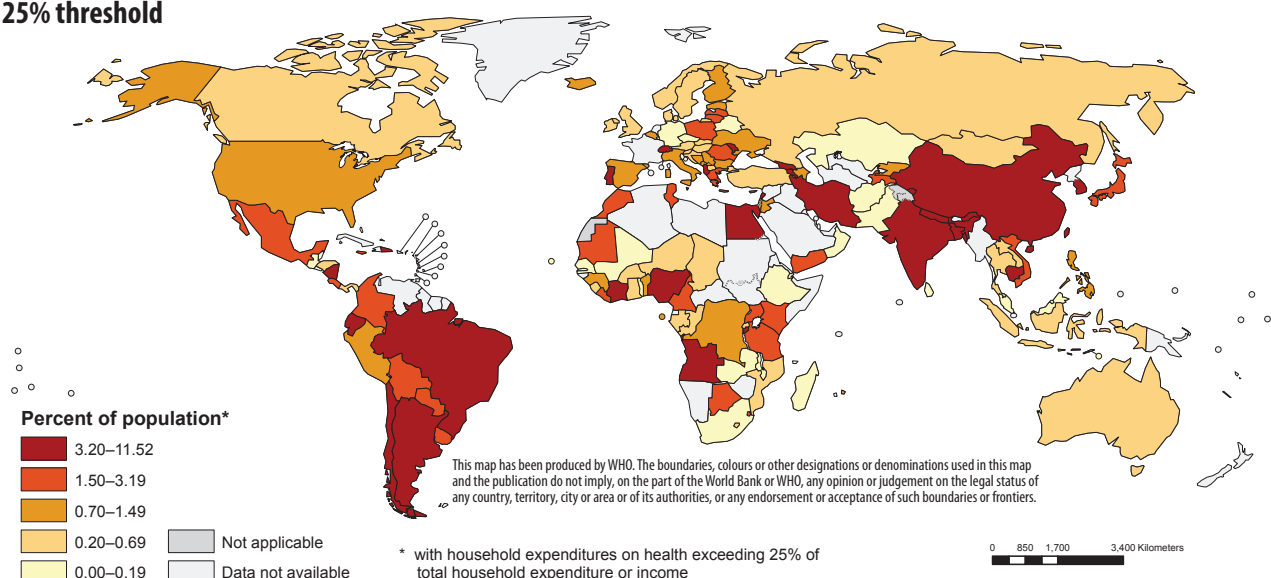 25% threshold
Percent of population*
3.20–11.52
1.50–3.19
0.70–1.49
0.20–0.69
0.00–0.19
Not applicable
Data not available
This map has been produced by WHO. The boundaries, colours or other designations or denominations used in this map
and the publication do not imply, on the part of the World Bank or WHO, any opinion or judgement on the legal status of
any country, territory, city or area or of its authorities, or any endorsement or acceptance of such boundaries or frontiers.
* with household expenditures on health exceeding 25% of
total household expenditure or income
0 850 1,700 3,400 Kilometers